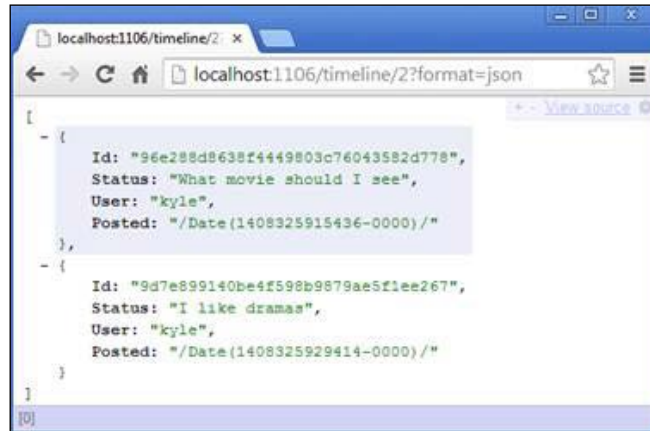 localhost:1106/timeline/2
localhost:1106/timeline/2?format=json
+ - View source
[
- {
Id: "96e288d8638f4449803c76043582d778",
Status: "What movie should I see",
User: "kyle",
Posted: "/Date(1408325915436-0000)/"
},
- {
Id: "9d7e899140be4f598b9879ae5f1ee267",
Status: "I like dramas",
User: "kyle",
Posted: "/Date(1408325929414-0000)/"
}
]
[0]